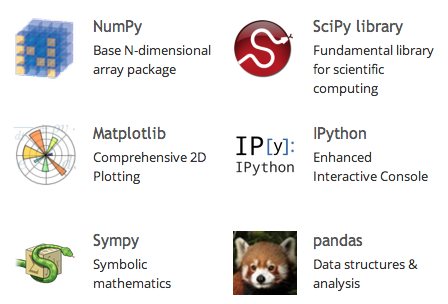 NumPy
Base N-dimensional
array package
SciPy library
Fundamental library
for scientific
computing
Matplotlib
Comprehensive 2D
Plotting
IP[y]:
IPython
IPython
Enhanced
Interactive Console
Sympy
Symbolic
mathematics
pandas
Data structures &
analysis